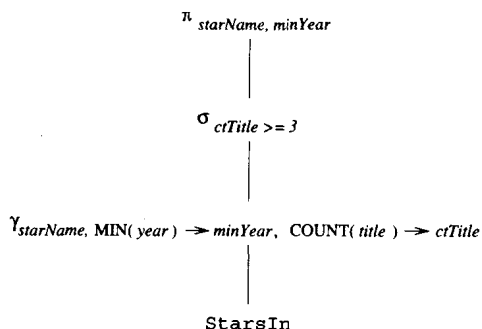 π starName, minYear
σ ctTitle >= 3
γ starName, MIN( year ) → minYear, COUNT( title ) → ctTitle
StarsIn